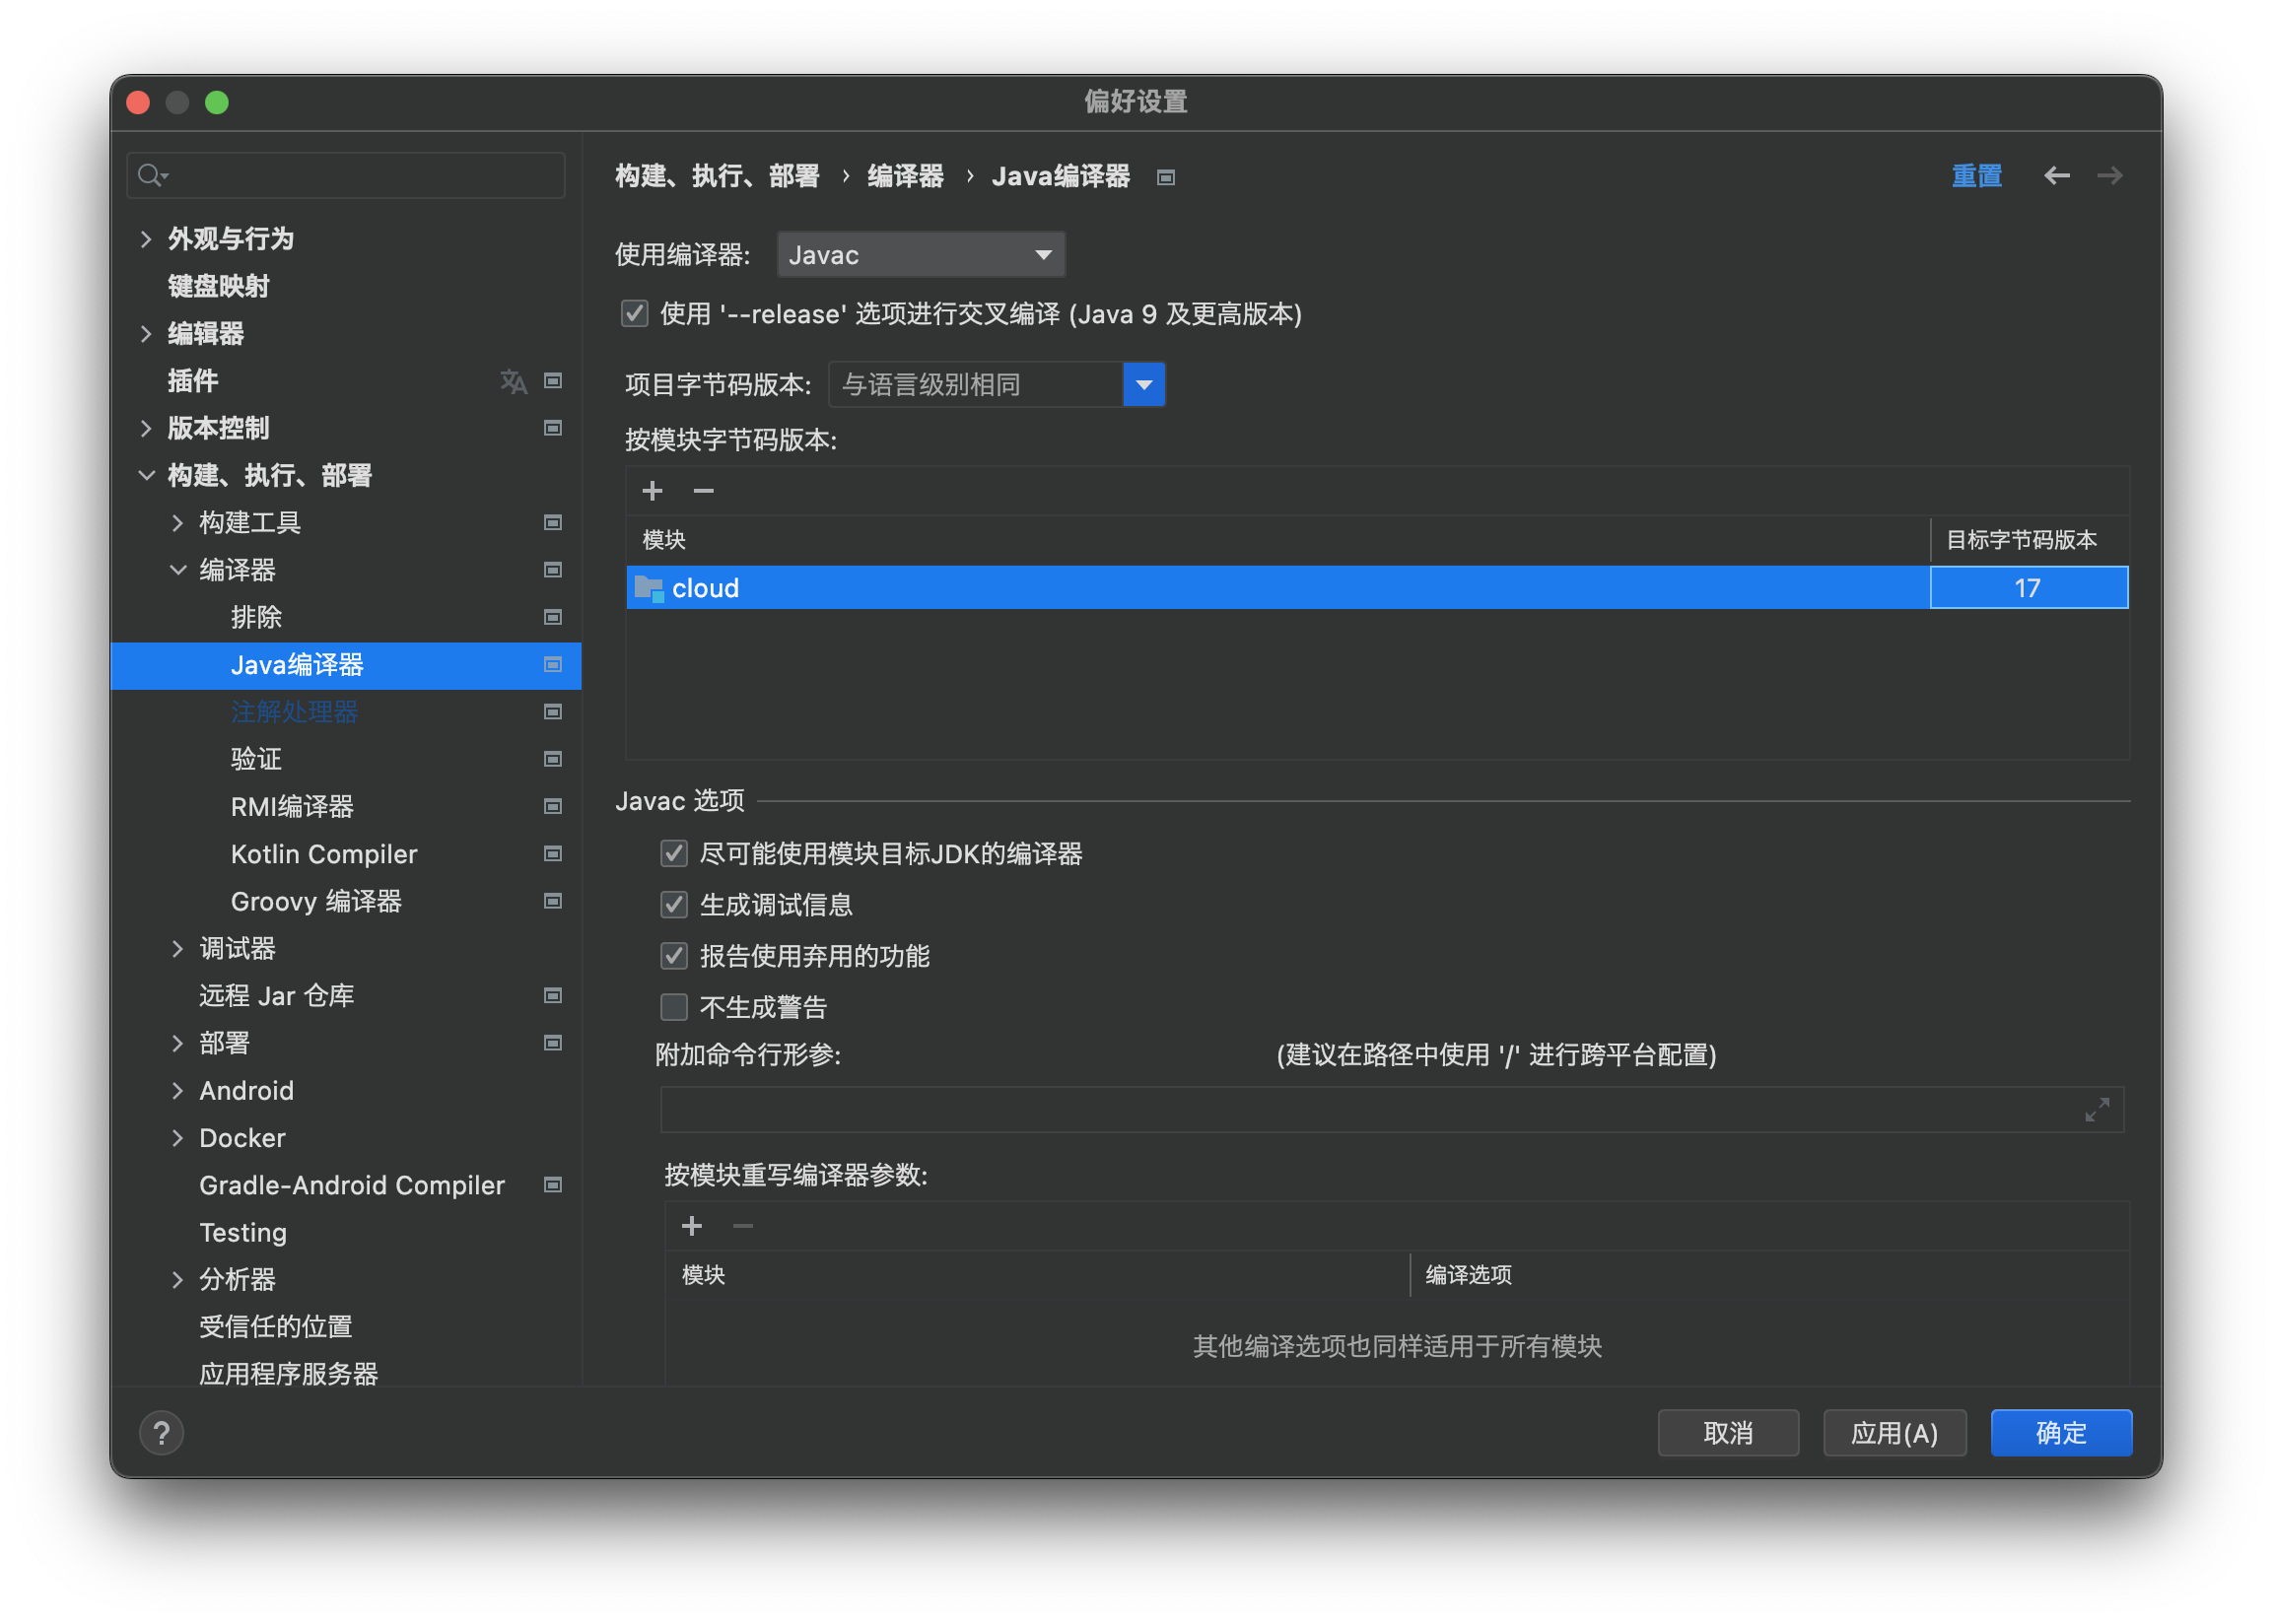 偏好设置
外观与行为
键盘映射
编辑器
插件
版本控制
构建、执行、部署
构建工具
编译器
排除
Java编译器
注解处理器
验证
RMI编译器
Kotlin Compiler
Groovy 编译器
调试器
远程 Jar 仓库
部署
Android
Docker
Gradle-Android Compiler
Testing
分析器
受信任的位置
应用程序服务器
构建、执行、部署 › 编译器 › Java编译器
重置
使用编译器: Javac
使用 '--release' 选项进行交叉编译 (Java 9 及更高版本)
项目字节码版本: 与语言级别相同
按模块字节码版本:
模块 目标字节码版本
cloud 17
Javac 选项
尽可能使用模块目标JDK的编译器
生成调试信息
报告使用弃用的功能
不生成警告
附加命令行形参: (建议在路径中使用 '/' 进行跨平台配置)
按模块重写编译器参数:
模块 编译选项
其他编译选项也同样适用于所有模块
? 取消 应用(A) 确定